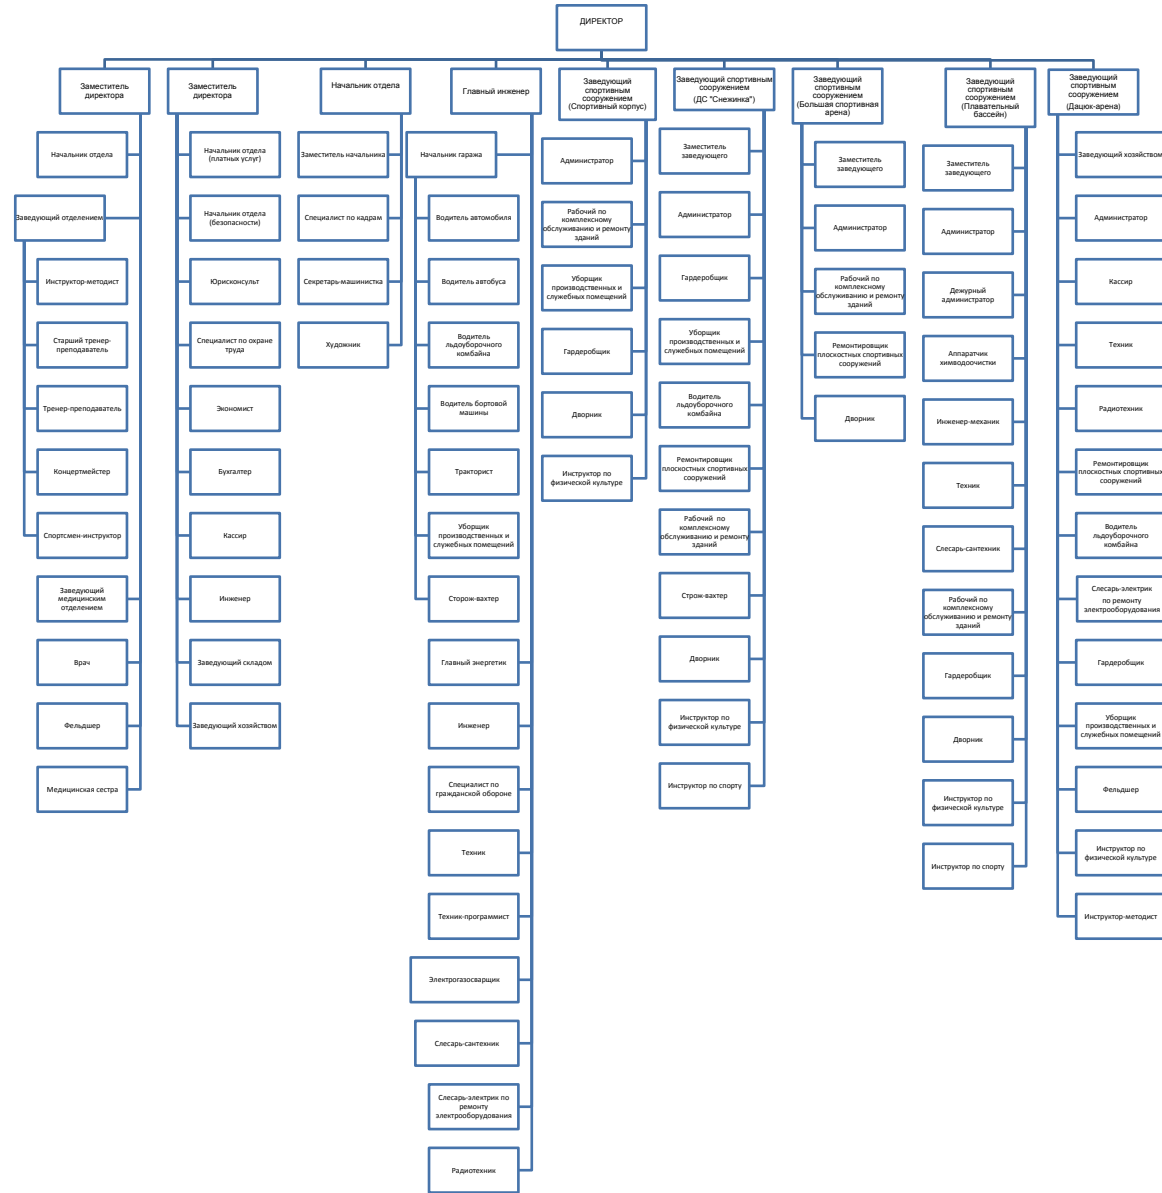 ДИРЕКТОР
Заместитель
директора
Начальник отдела
Заведующий отделением
Инструктор-методист
Старший тренер-
преподаватель
Тренер-преподаватель
Концертмейстер
Спортсмен-инструктор
Заведующий
медицинским
отделением
Врач
Фельдшер
Медицинская сестра
Заместитель
директора
Начальник отдела
(платных услуг)
Начальник отдела
(безопасности)
Юрисконсульт
Специалист по охране
труда
Экономист
Бухгалтер
Кассир
Инженер
Заведующий складом
Заведующий хозяйством
Начальник отдела
Заместитель начальника
Специалист по кадрам
Секретарь-машинистка
Художник
Главный инженер
Начальник гаража
Водитель автомобиля
Водитель автобуса
Водитель
льдоуборочного
комбайна
Водитель бортовой
машины
Тракторист
Уборщик
производственных и
служебных помещений
Сторож-вахтер
Главный энергетик
Инженер
Специалист по
гражданской обороне
Техник
Техник-программист
Электрогазосварщик
Слесарь-сантехник
Слесарь-электрик по
ремонту
электрооборудования
Радиотехник
Заведующий
спортивным
сооружением
(Спортивный корпус)
Администратор
Рабочий по
комплексному
обслуживанию и ремонту
зданий
Уборщик
производственных и
служебных помещений
Гардеробщик
Дворник
Инструктор по
физической культуре
Заведующий спортивным
сооружением
(ДС "Снежинка")
Заместитель
заведующего
Администратор
Гардеробщик
Уборщик
производственных и
служебных помещений
Водитель
льдоуборочного
комбайна
Ремонтировщик
плоскостных спортивных
сооружений
Рабочий по
комплексному
обслуживанию и ремонту
зданий
Строж-вахтер
Дворник
Инструктор по
физической культуре
Инструктор по спорту
Заведующий
спортивным
сооружением
(Большая спортивная
арена)
Заместитель
заведующего
Администратор
Рабочий по
комплексному
обслуживанию и ремонту
зданий
Ремонтировщик
плоскостных спортивных
сооружений
Дворник
Заведующий
спортивным
сооружением
(Плавательный
бассейн)
Заместитель
заведующего
Администратор
Дежурный
администратор
Аппаратчик
химводоочистки
Инженер-механик
Техник
Слесарь-сантехник
Рабочий по
комплексному
обслуживанию и ремонту
зданий
Гардеробщик
Дворник
Инструктор по
физической культуре
Инструктор по спорту
Заведующий
спортивным
сооружением
(Дацюк-арена)
Заведующий хозяйством
Администратор
Кассир
Техник
Радиотехник
Ремонтировщик
плоскостных спортивных
сооружений
Водитель
льдоуборочного
комбайна
Слесарь-электрик
по ремонту
электрооборудования
Гардеробщик
Уборщик
производственных и
служебных помещений
Фельдшер
Инструктор по
физической культуре
Инструктор-методист